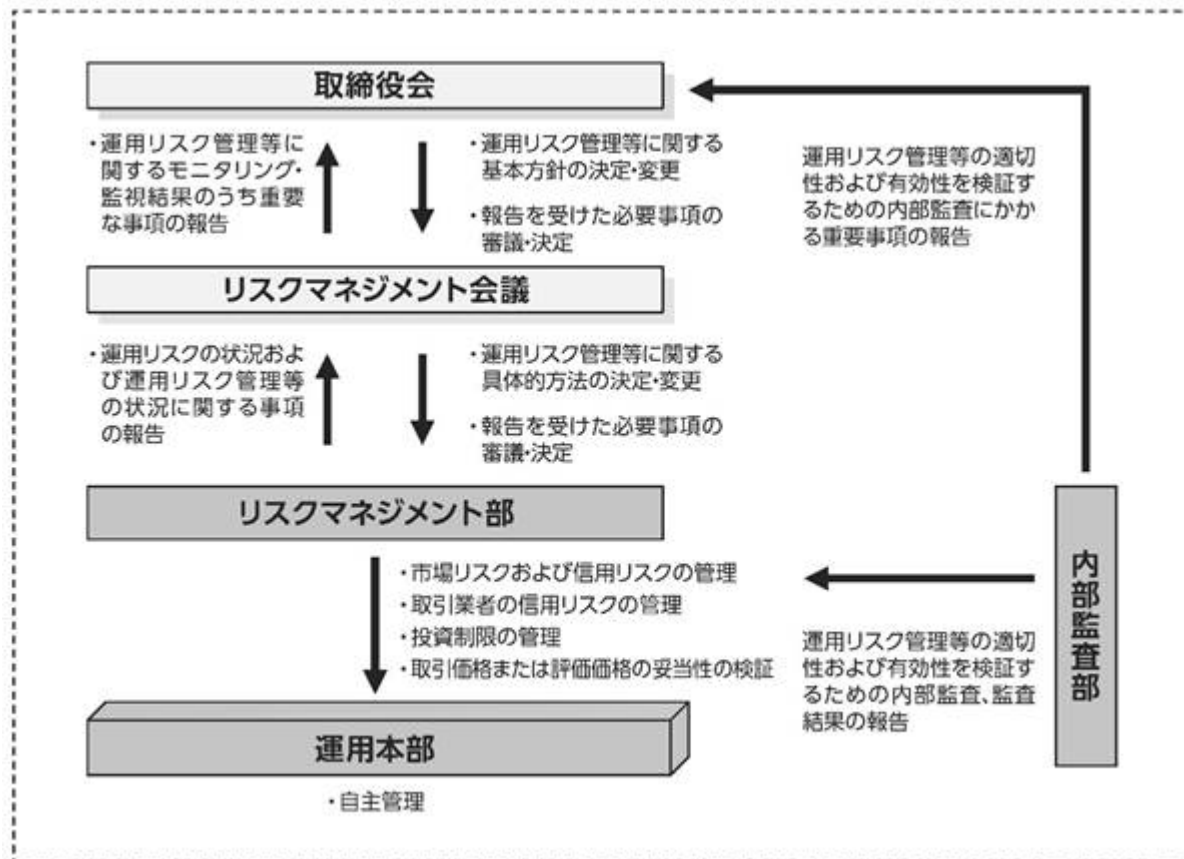 取締役会
・運用リスク管理等に
関するモニタリング・
監視結果のうち重要
な事項の報告
・運用リスク管理等に関する
基本方針の決定・変更
・報告を受けた必要事項の
審議・決定
運用リスク管理等の適切
性および有効性を検証す
るための内部監査にかか
る重要事項の報告
リスクマネジメント会議
・運用リスクの状況およ
び運用リスク管理等
の状況に関する事項
の報告
・運用リスク管理等に関する
具体的方法の決定・変更
・報告を受けた必要事項の
審議・決定
リスクマネジメント部
・市場リスクおよび信用リスクの管理
・取引業者の信用リスクの管理
・投資制限の管理
・取引価格または評価価格の妥当性の検証
運用リスク管理等の適切
性および有効性を検証す
るための内部監査、監査
結果の報告
内部監査部
運用本部
・自主管理